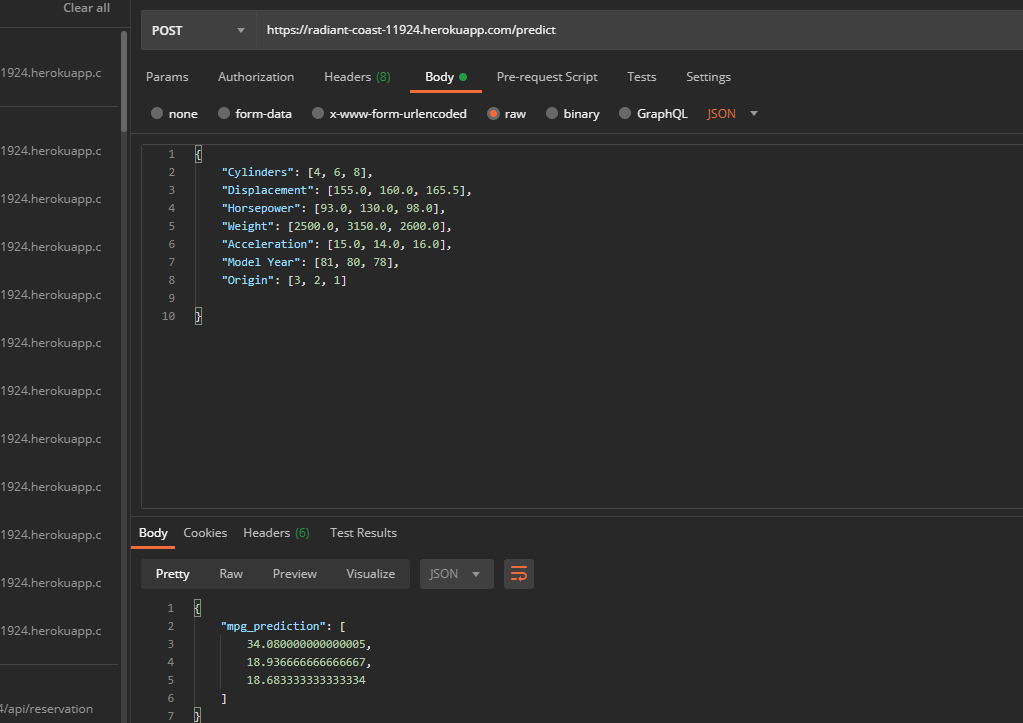 Clear all
1924.herokuapp.c
1924.herokuapp.c
1924.herokuapp.c
1924.herokuapp.c
1924.herokuapp.c
1924.herokuapp.c
1924.herokuapp.c
1924.herokuapp.c
1924.herokuapp.c
1924.herokuapp.c
1924.herokuapp.c
1924.herokuapp.c
4/api/reservation
POST https://radiant-coast-11924.herokuapp.com/predict
Params Authorization Headers (8) Body Pre-request Script Tests Settings
none form-data x-www-form-urlencoded raw binary GraphQL JSON
1 {
2 "Cylinders": [4, 6, 8],
3 "Displacement": [155.0, 160.0, 165.5],
4 "Horsepower": [93.0, 130.0, 98.0],
5 "Weight": [2500.0, 3150.0, 2600.0],
6 "Acceleration": [15.0, 14.0, 16.0],
7 "Model Year": [81, 80, 78],
8 "Origin": [3, 2, 1]
9
10 }
Body Cookies Headers (6) Test Results
Pretty Raw Preview Visualize JSON
1 {
2 "mpg_prediction": [
3 34.080000000000005,
4 18.936666666666667,
5 18.683333333333334
6 ]
7 }